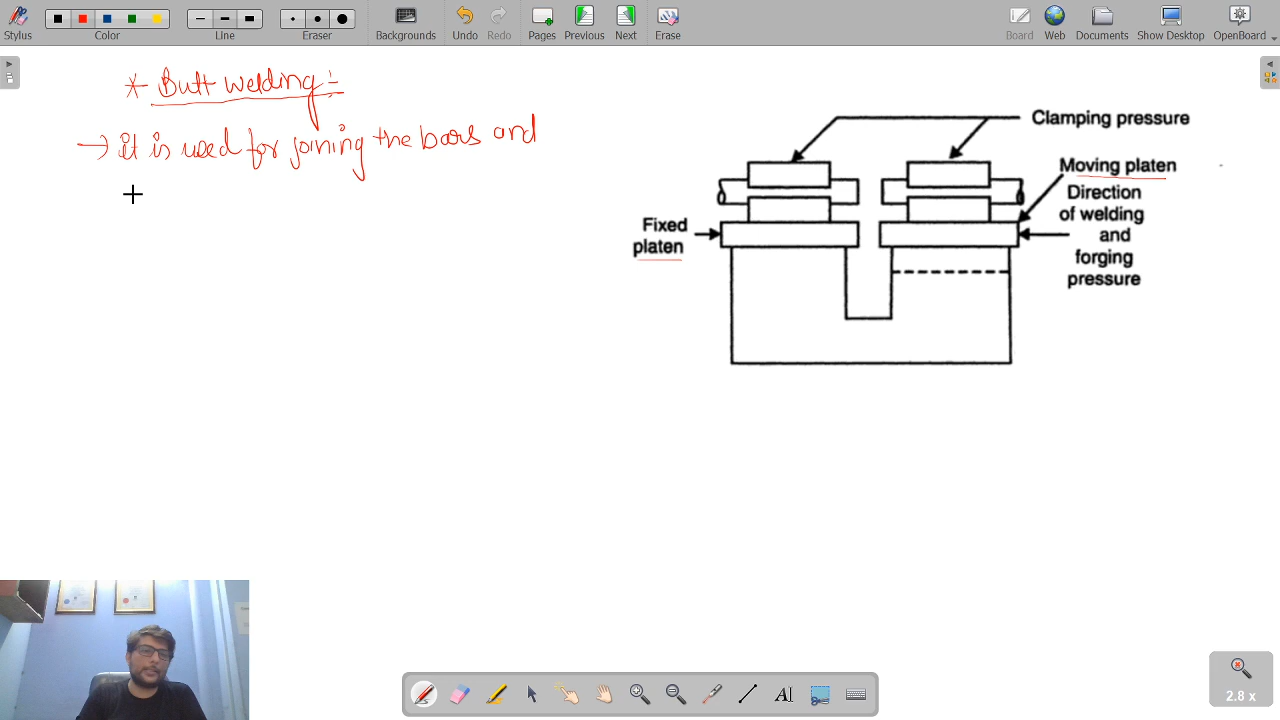 Stylus
Color
Line
Eraser
Backgrounds
Undo
Redo
Pages
Previous
Next
Erase
Board
Web
Documents
Show Desktop
OpenBoard
* Butt welding :-
→ it is used for joining the bars and
Clamping pressure
Moving platen
Direction
of welding
and
forging
pressure
Fixed
platen
AI
2.8 x